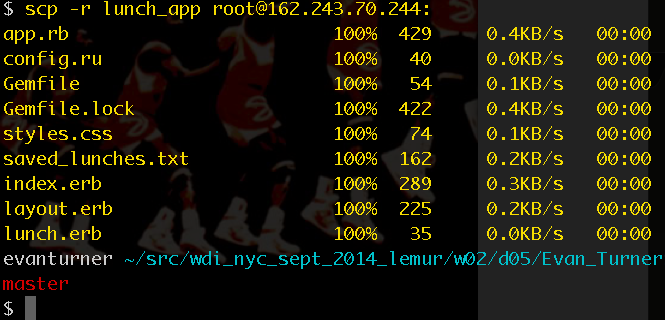 $ scp -r lunch_app root@162.243.70.244:
app.rb 100% 429 0.4KB/s 00:00
config.ru 100% 40 0.0KB/s 00:00
Gemfile 100% 54 0.1KB/s 00:00
Gemfile.lock 100% 422 0.4KB/s 00:00
styles.css 100% 74 0.1KB/s 00:00
saved_lunches.txt 100% 162 0.2KB/s 00:00
index.erb 100% 289 0.3KB/s 00:00
layout.erb 100% 225 0.2KB/s 00:00
lunch.erb 100% 35 0.0KB/s 00:00
evanturner ~/src/wdi_nyc_sept_2014_lemur/w02/d05/Evan_Turner
master
$